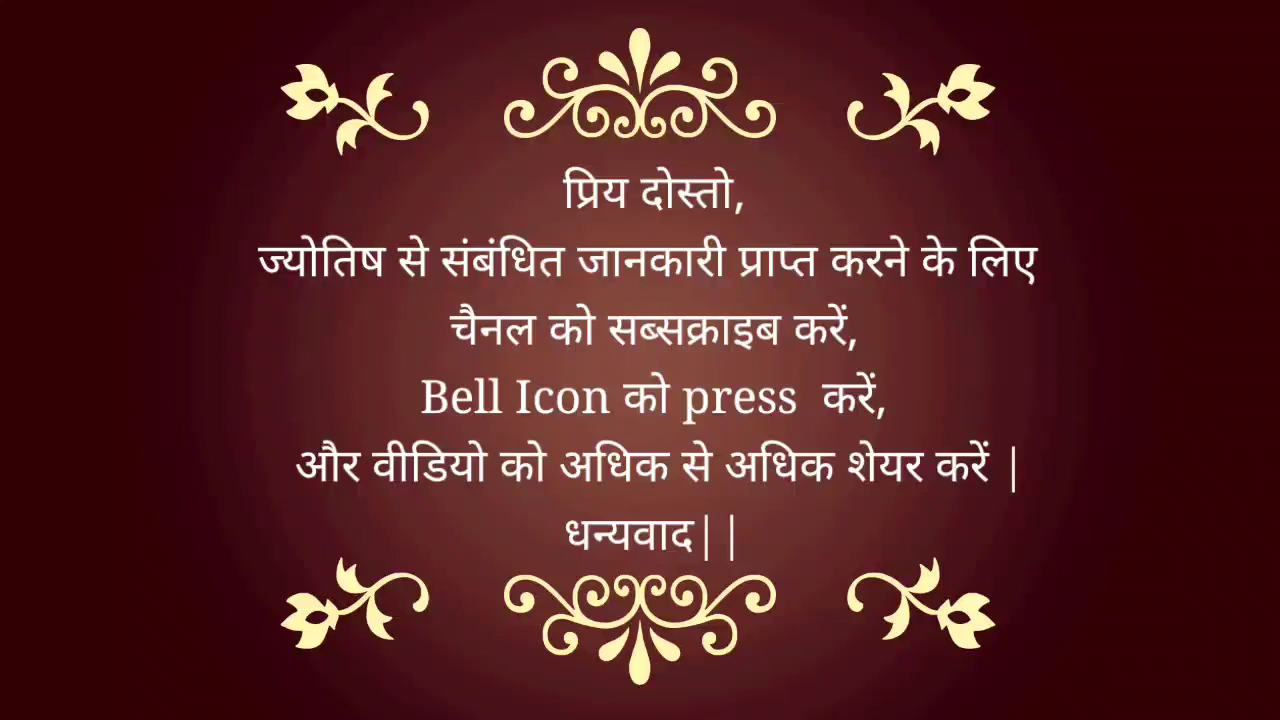 प्रिय दोस्तो,
ज्योतिष से संबंधित जानकारी प्राप्त करने के लिए
चैनल को सब्सक्राइब करें,
Bell Icon को press  करें,
और वीडियो को अधिक से अधिक शेयर करें |
धन्यवाद||